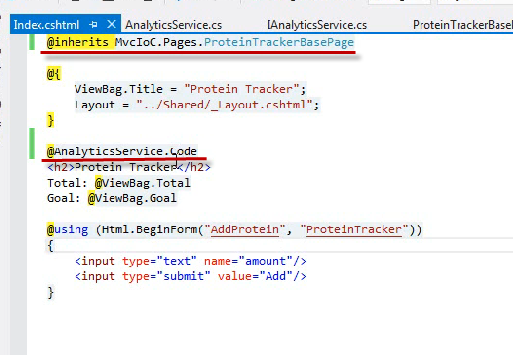 Index.cshtml
AnalyticsService.cs
IAnalyticsService.cs
ProteinTrackerBaseP
@inherits MvcIoC.Pages.ProteinTrackerBasePage
@{
ViewBag.Title = "Protein Tracker";
Layout = "../Shared/_Layout.cshtml";
}
@AnalyticsService.Code
<h2>Protein Tracker</h2>
Total: @ViewBag.Total
Goal: @ViewBag.Goal
@using (Html.BeginForm("AddProtein", "ProteinTracker"))
{
<input type="text" name="amount"/>
<input type="submit" value="Add"/>
}